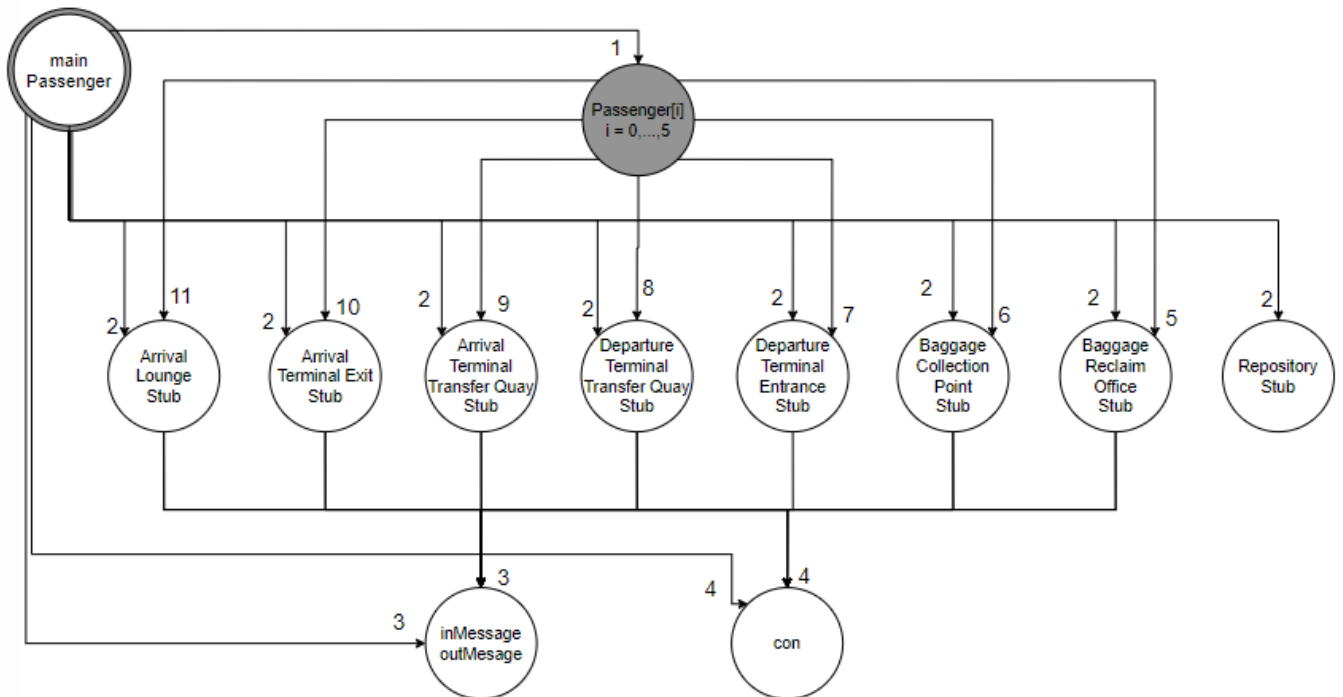 main
Passenger
1
Passenger[i]
i = 0,...,5
11
2
10
2
9
2
8
2
7
2
6
2
5
2
2
Arrival
Lounge
Stub
Arrival
Terminal Exit
Stub
Arrival
Terminal
Transfer Quay
Stub
Departure
Terminal
Transfer Quay
Stub
Departure
Terminal
Entrance
Stub
Baggage
Collection
Point
Stub
Baggage
Reclaim
Office
Stub
Repository
Stub
3
3
4
4
inMessage
outMesage
con